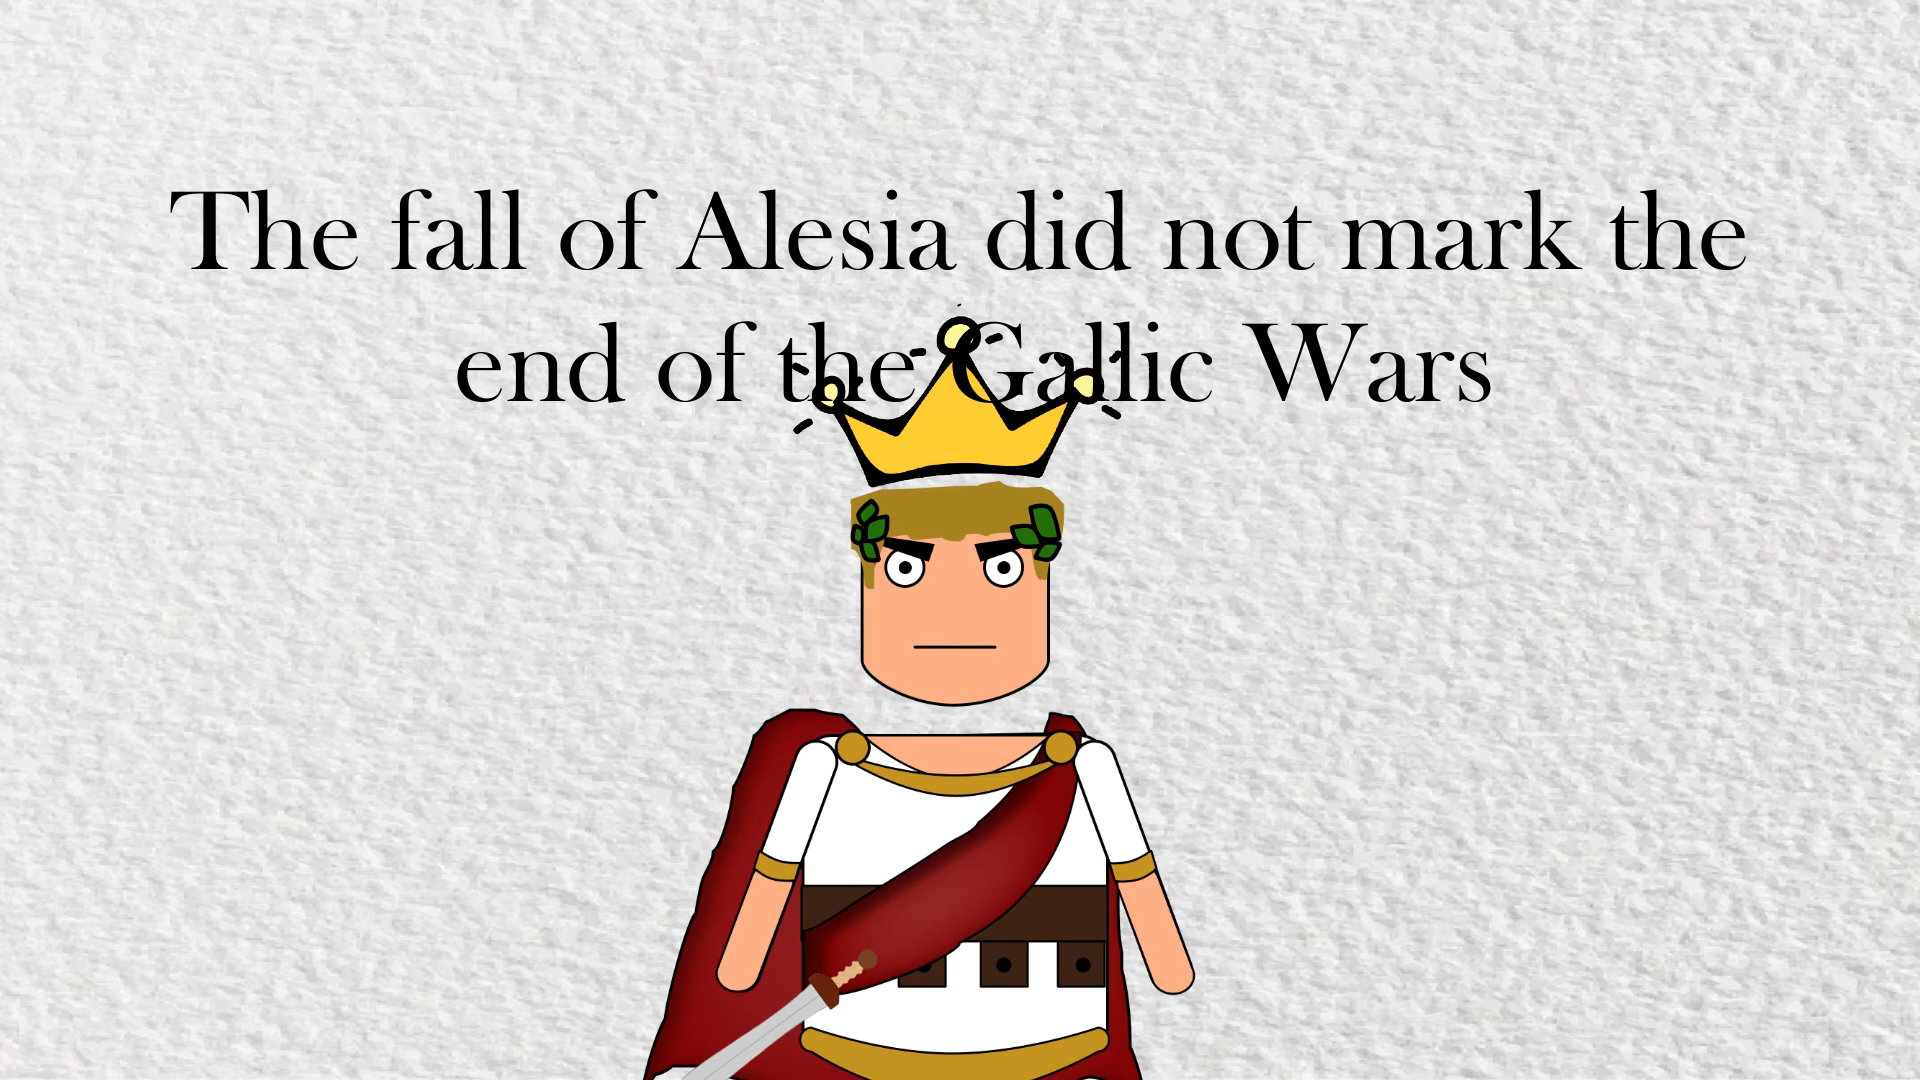 The fall of Alesia did not mark the
end of the Gallic Wars